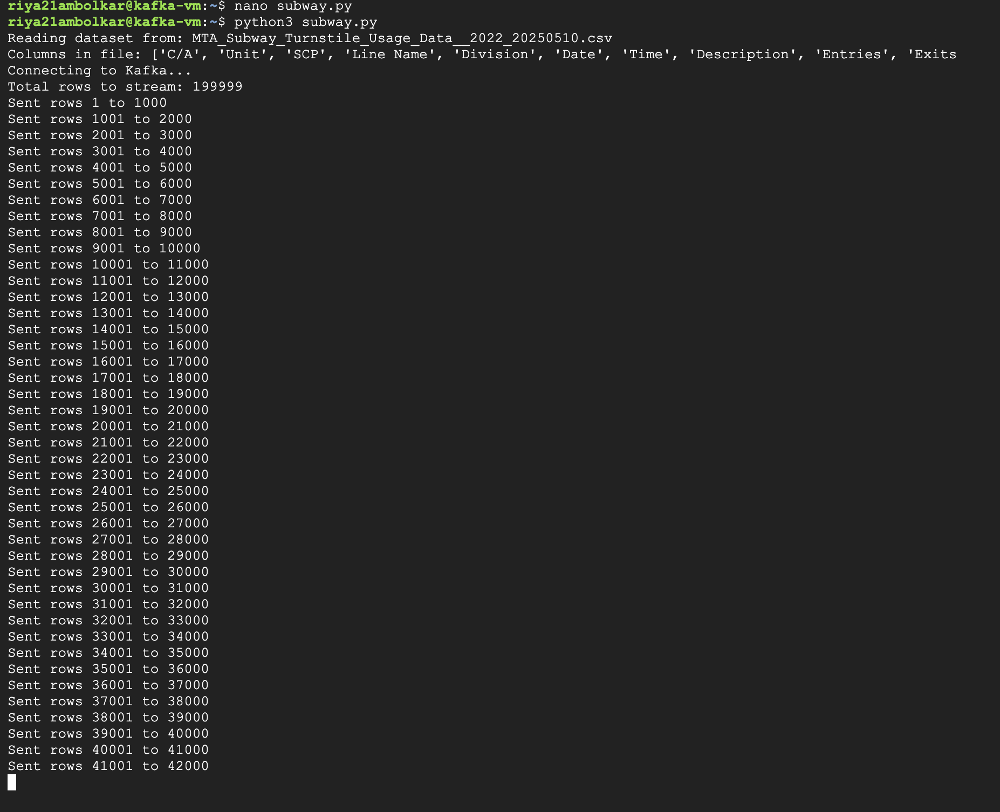 riya21ambolkar@kafka-vm:~$ nano subway.py
riya21ambolkar@kafka-vm:~$ python3 subway.py
Reading dataset from: MTA_Subway_Turnstile_Usage_Data__2022_20250510.csv
Columns in file: ['C/A', 'Unit', 'SCP', 'Line Name', 'Division', 'Date', 'Time', 'Description', 'Entries', 'Exits
Connecting to Kafka...
Total rows to stream: 199999
Sent rows 1 to 1000
Sent rows 1001 to 2000
Sent rows 2001 to 3000
Sent rows 3001 to 4000
Sent rows 4001 to 5000
Sent rows 5001 to 6000
Sent rows 6001 to 7000
Sent rows 7001 to 8000
Sent rows 8001 to 9000
Sent rows 9001 to 10000
Sent rows 10001 to 11000
Sent rows 11001 to 12000
Sent rows 12001 to 13000
Sent rows 13001 to 14000
Sent rows 14001 to 15000
Sent rows 15001 to 16000
Sent rows 16001 to 17000
Sent rows 17001 to 18000
Sent rows 18001 to 19000
Sent rows 19001 to 20000
Sent rows 20001 to 21000
Sent rows 21001 to 22000
Sent rows 22001 to 23000
Sent rows 23001 to 24000
Sent rows 24001 to 25000
Sent rows 25001 to 26000
Sent rows 26001 to 27000
Sent rows 27001 to 28000
Sent rows 28001 to 29000
Sent rows 29001 to 30000
Sent rows 30001 to 31000
Sent rows 31001 to 32000
Sent rows 32001 to 33000
Sent rows 33001 to 34000
Sent rows 34001 to 35000
Sent rows 35001 to 36000
Sent rows 36001 to 37000
Sent rows 37001 to 38000
Sent rows 38001 to 39000
Sent rows 39001 to 40000
Sent rows 40001 to 41000
Sent rows 41001 to 42000